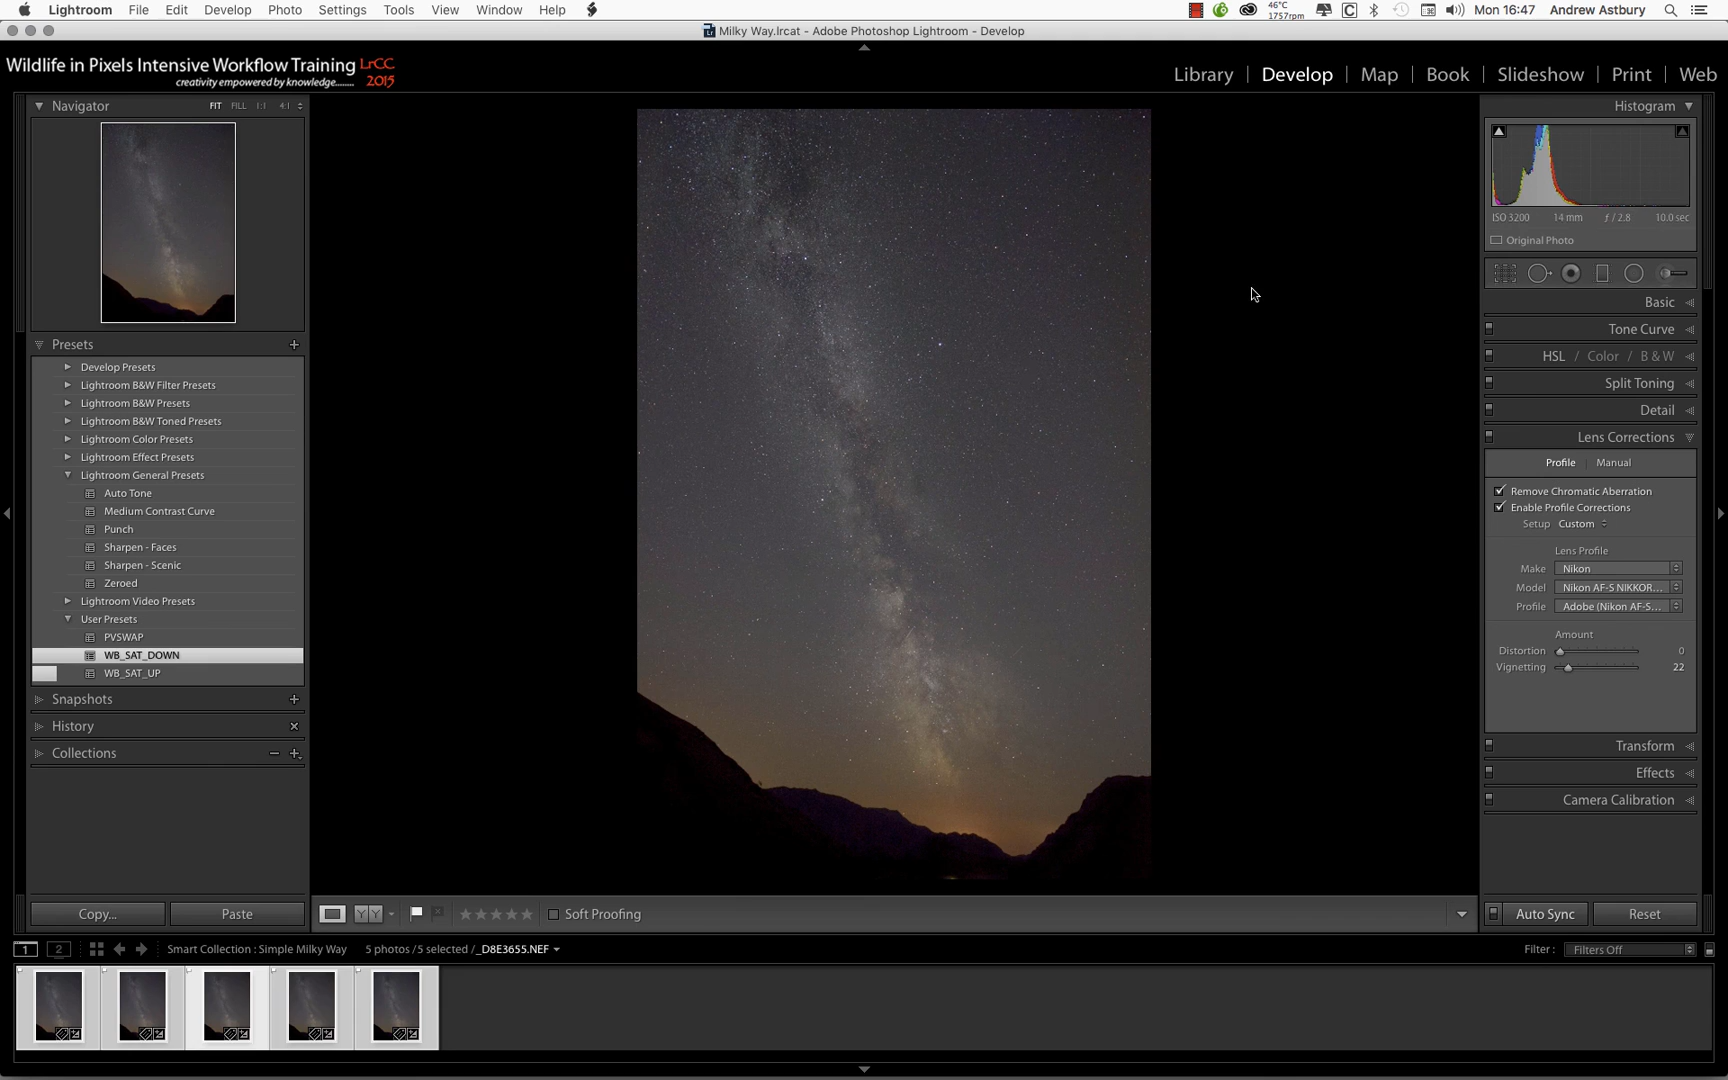 Lightroom File Edit Develop Photo Settings Tools View Window Help 46°C 1757rpm Mon 16:47 Andrew Astbury
Milky Way.lrcat - Adobe Photoshop Lightroom - Develop
Wildlife in Pixels Intensive Workflow Training LrCC 2015
creativity empowered by knowledge........
Library | Develop | Map | Book | Slideshow | Print | Web
Navigator FIT FILL 1:1 4:1
Presets +
Develop Presets
Lightroom B&W Filter Presets
Lightroom B&W Presets
Lightroom B&W Toned Presets
Lightroom Color Presets
Lightroom Effect Presets
Lightroom General Presets
Auto Tone
Medium Contrast Curve
Punch
Sharpen - Faces
Sharpen - Scenic
Zeroed
Lightroom Video Presets
User Presets
PVSWAP
WB_SAT_DOWN
WB_SAT_UP
Snapshots +
History ×
Collections − +
Copy... Paste
Histogram
ISO 3200 14 mm ƒ / 2.8 10.0 sec
Original Photo
Basic
Tone Curve
HSL / Color / B & W
Split Toning
Detail
Lens Corrections
Profile | Manual
Remove Chromatic Aberration
Enable Profile Corrections
Setup Custom
Lens Profile
Make Nikon
Model Nikon AF-S NIKKOR...
Profile Adobe (Nikon AF-S...
Amount
Distortion 0
Vignetting 22
Transform
Effects
Camera Calibration
Y Y Soft Proofing
Auto Sync Reset
1 2 Smart Collection : Simple Milky Way 5 photos / 5 selected / _D8E3655.NEF Filter : Filters Off